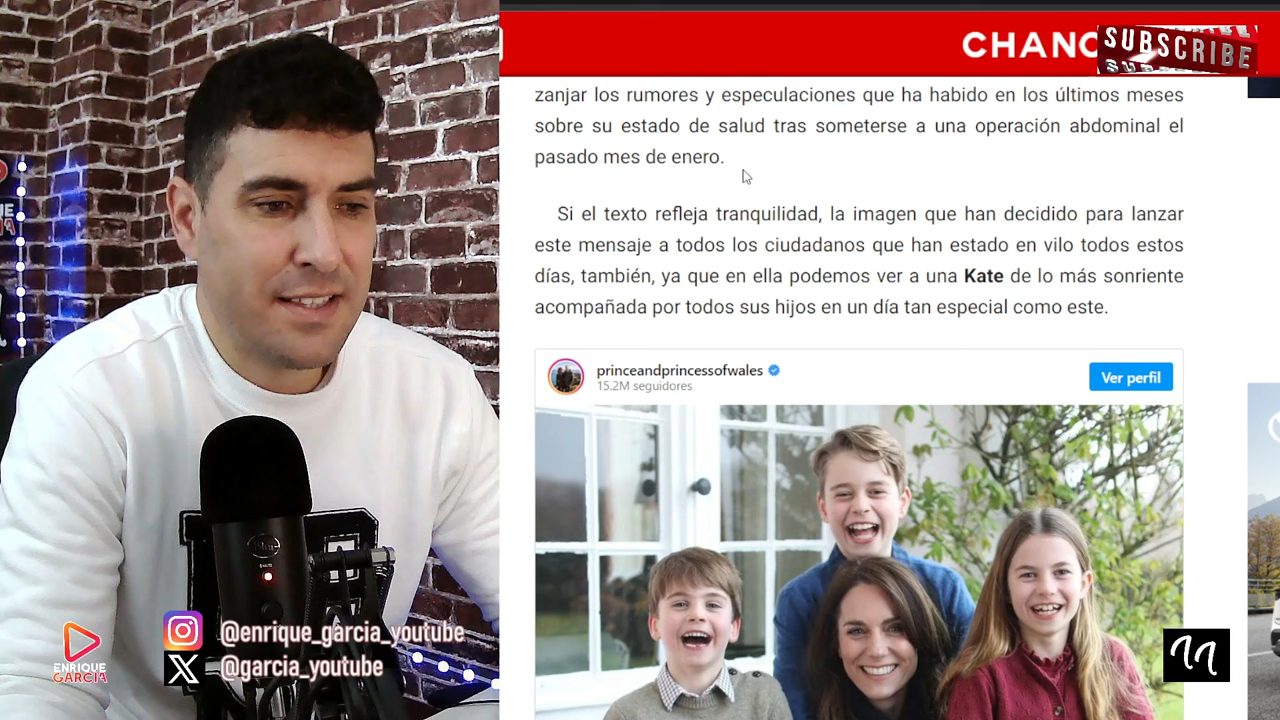 CHANC
SUBSCRIBE
zanjar los rumores y especulaciones que ha habido en los últimos meses
sobre su estado de salud tras someterse a una operación abdominal el
pasado mes de enero.
Si el texto refleja tranquilidad, la imagen que han decidido para lanzar
este mensaje a todos los ciudadanos que han estado en vilo todos estos
días, también, ya que en ella podemos ver a una Kate de lo más sonriente
acompañada por todos sus hijos en un día tan especial como este.
princeandprincessofwales
15.2M seguidores
Ver perfil
@enrique_garcia_youtube
@garcia_youtube
ENRIQUE
GARCIA